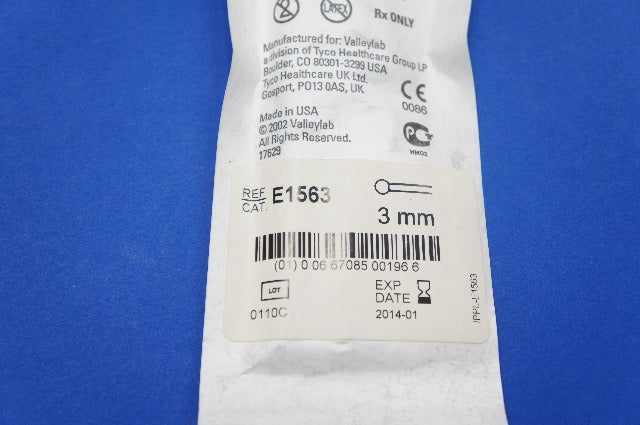 LATEX
Rx ONLY
Manufactured for: Valleylab
a division of Tyco Healthcare Group LP
Boulder, CO 80301-3299 USA
Tyco Healthcare UK Ltd.
Gosport, PO13 0AS, UK
CE
0086
Made in USA
© 2002 Valleylab
All Rights Reserved.
17629
MM02
REF
CAT. E1563
3 mm
(01) 0 06 67085 00196 6
LOT
0110C
EXP
DATE
2014-01